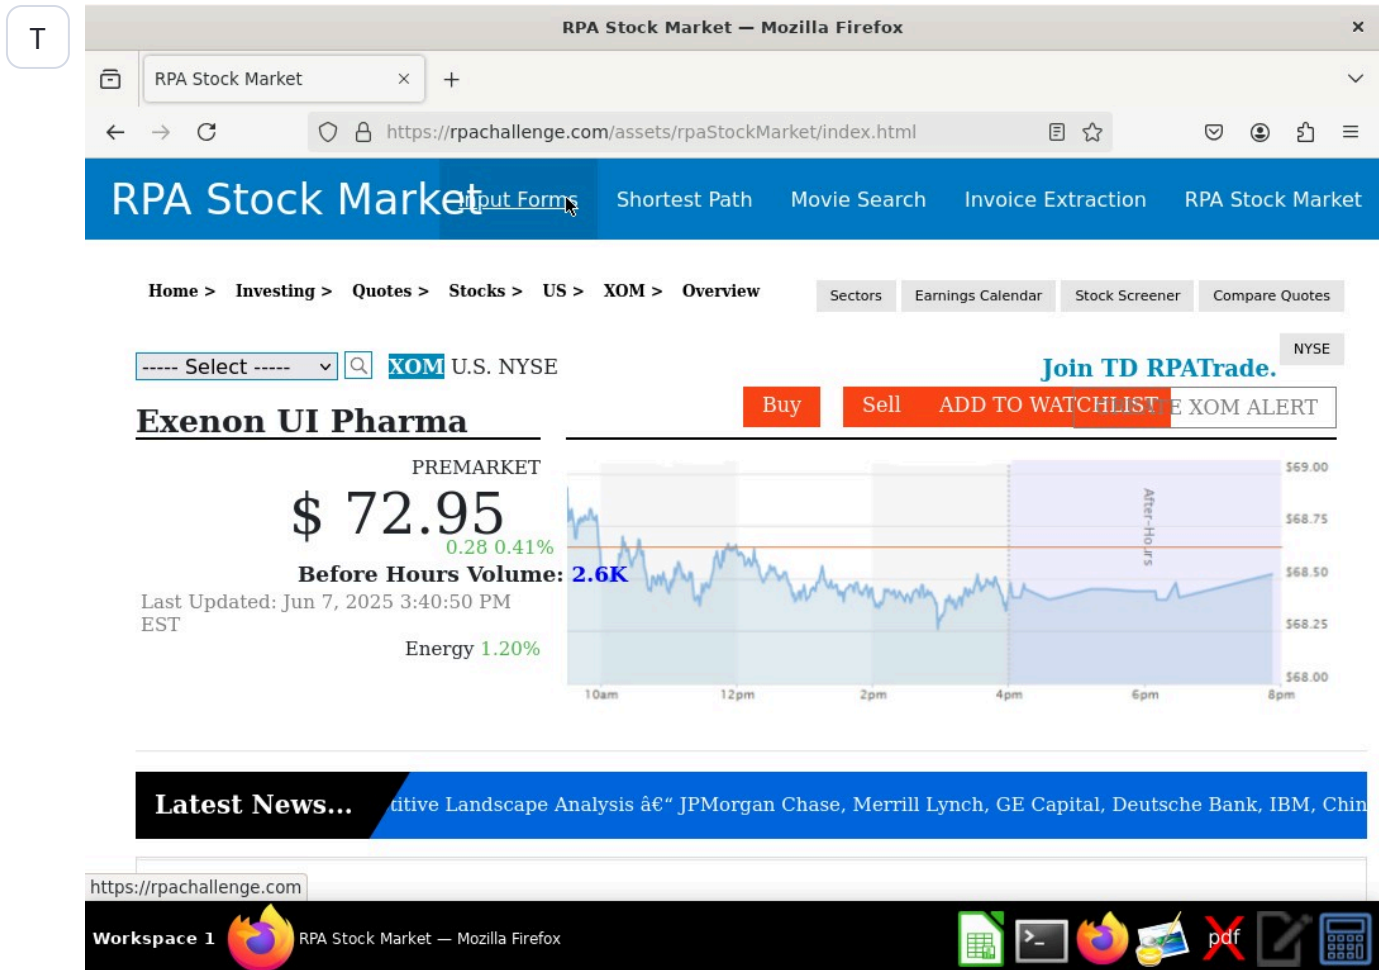 T
RPA Stock Market — Mozilla Firefox
RPA Stock Market
https://rpachallenge.com/assets/rpaStockMarket/index.html
RPA Stock Market Input Forms Shortest Path Movie Search Invoice Extraction RPA Stock Market
Home > Investing > Quotes > Stocks > US > XOM > Overview
Sectors Earnings Calendar Stock Screener Compare Quotes
NYSE
----- Select ----- XOM U.S. NYSE
Join TD RPATrade.
Buy Sell ADD TO WATCHLIST CREATE XOM ALERT
Exenon UI Pharma
PREMARKET
$ 72.95
0.28 0.41%
Before Hours Volume: 2.6K
Last Updated: Jun 7, 2025 3:40:50 PM
EST
Energy 1.20%
$69.00
$68.75
$68.50
$68.25
$68.00
After-Hours
10am 12pm 2pm 4pm 6pm 8pm
Latest News... titive Landscape Analysis â€“ JPMorgan Chase, Merrill Lynch, GE Capital, Deutsche Bank, IBM, Chin
https://rpachallenge.com
Workspace 1 RPA Stock Market — Mozilla Firefox
pdf